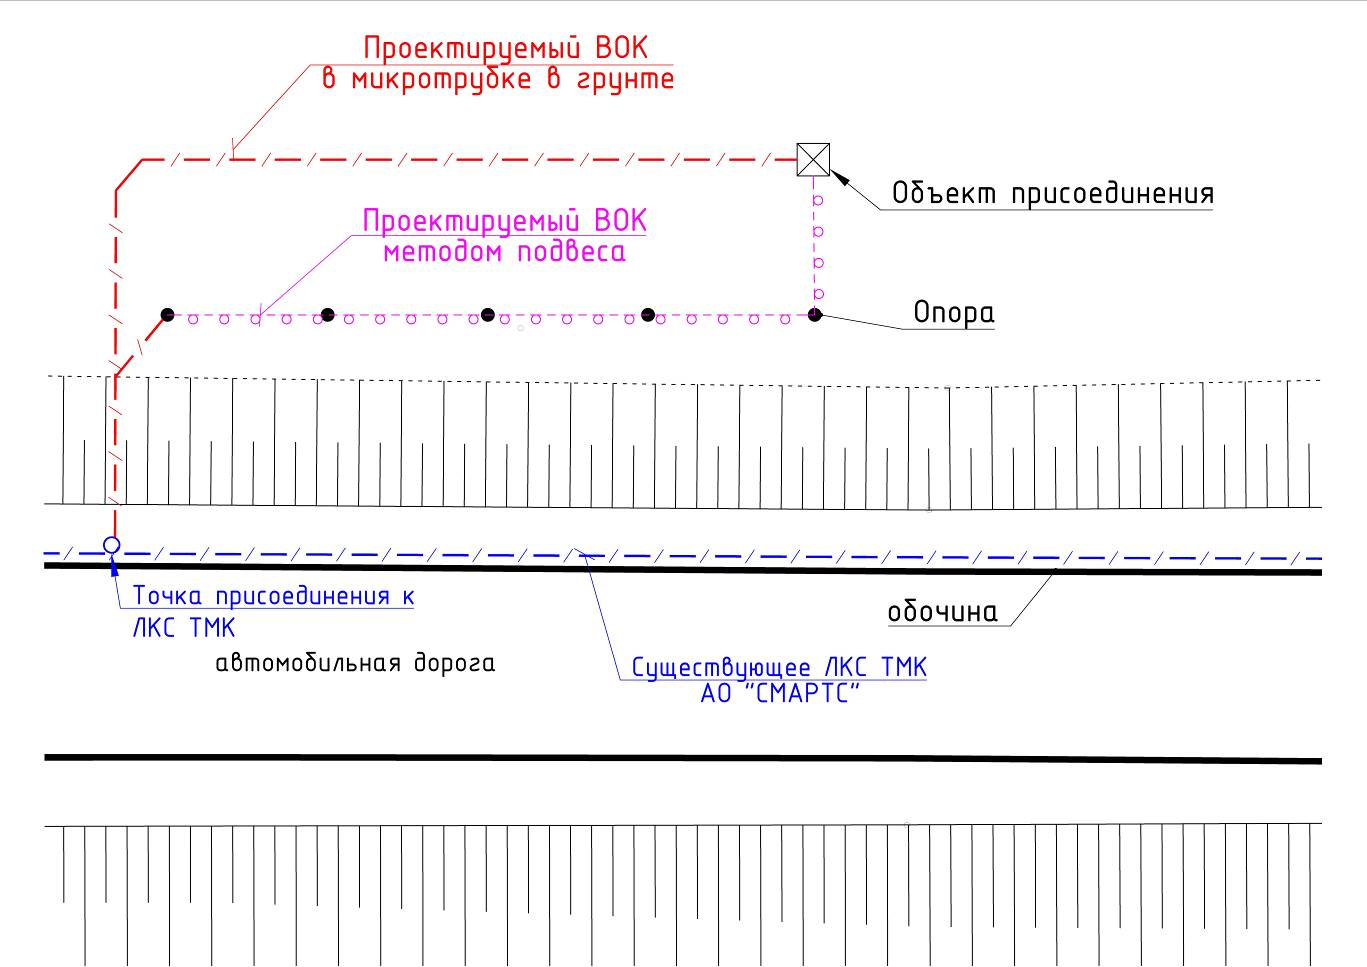 Проектируемый ВОК
в микротрубке в грунте
Объект присоединения
Проектируемый ВОК
методом подвеса
Опора
Точка присоединения к
ЛКС ТМК
обочина
автомобильная дорога
Существующее ЛКС ТМК
АО "СМАРТС"